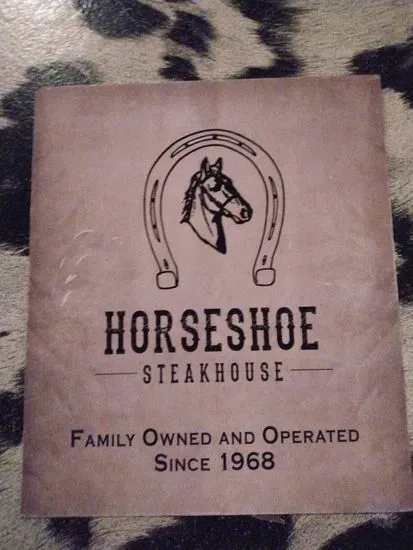 HORSESHOE
STEAKHOUSE
FAMILY OWNED AND OPERATED
SINCE 1968